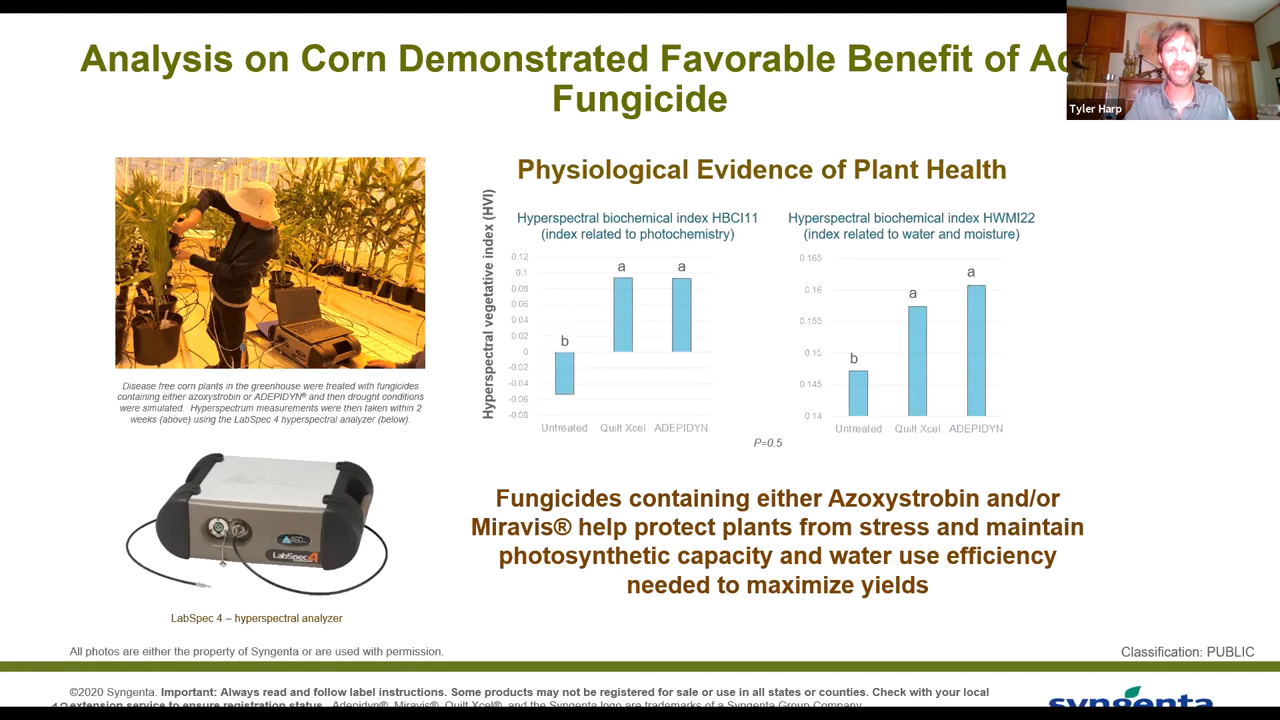 Analysis on Corn Demonstrated Favorable Benefit of
Fungicide
Tyler Harp
Physiological Evidence of Plant Health
Hyperspectral vegetative index (HVI)
Hyperspectral biochemical index HBCI11
(index related to photochemistry)
0.12
0.1
0.08
0.06
0.04
0.02
0
-0.02
-0.04
-0.06
-0.08
b
a
a
Untreated
Quilt Xcel
ADEPIDYN
Hyperspectral biochemical index HWMI22
(index related to water and moisture)
0.165
0.16
0.155
0.15
0.145
0.14
b
a
a
Untreated
Quilt Xcel
ADEPIDYN
P=0.5
Disease free corn plants in the greenhouse were treated with fungicides
containing either azoxystrobin or ADEPIDYN® and then drought conditions
were simulated. Hyperspectrum measurements were then taken within 2
weeks (above) using the LabSpec 4 hyperspectral analyzer (below).
ASD
LabSpec 4
LabSpec 4 – hyperspectral analyzer
Fungicides containing either Azoxystrobin and/or
Miravis® help protect plants from stress and maintain
photosynthetic capacity and water use efficiency
needed to maximize yields
All photos are either the property of Syngenta or are used with permission.
Classification: PUBLIC
©2020 Syngenta. Important: Always read and follow label instructions. Some products may not be registered for sale or use in all states or counties. Check with your local
extension service to ensure registration status. Adepidyn®, Miravis®, Quilt Xcel®, and the Syngenta logo are trademarks of a Syngenta Group Company.
syngenta